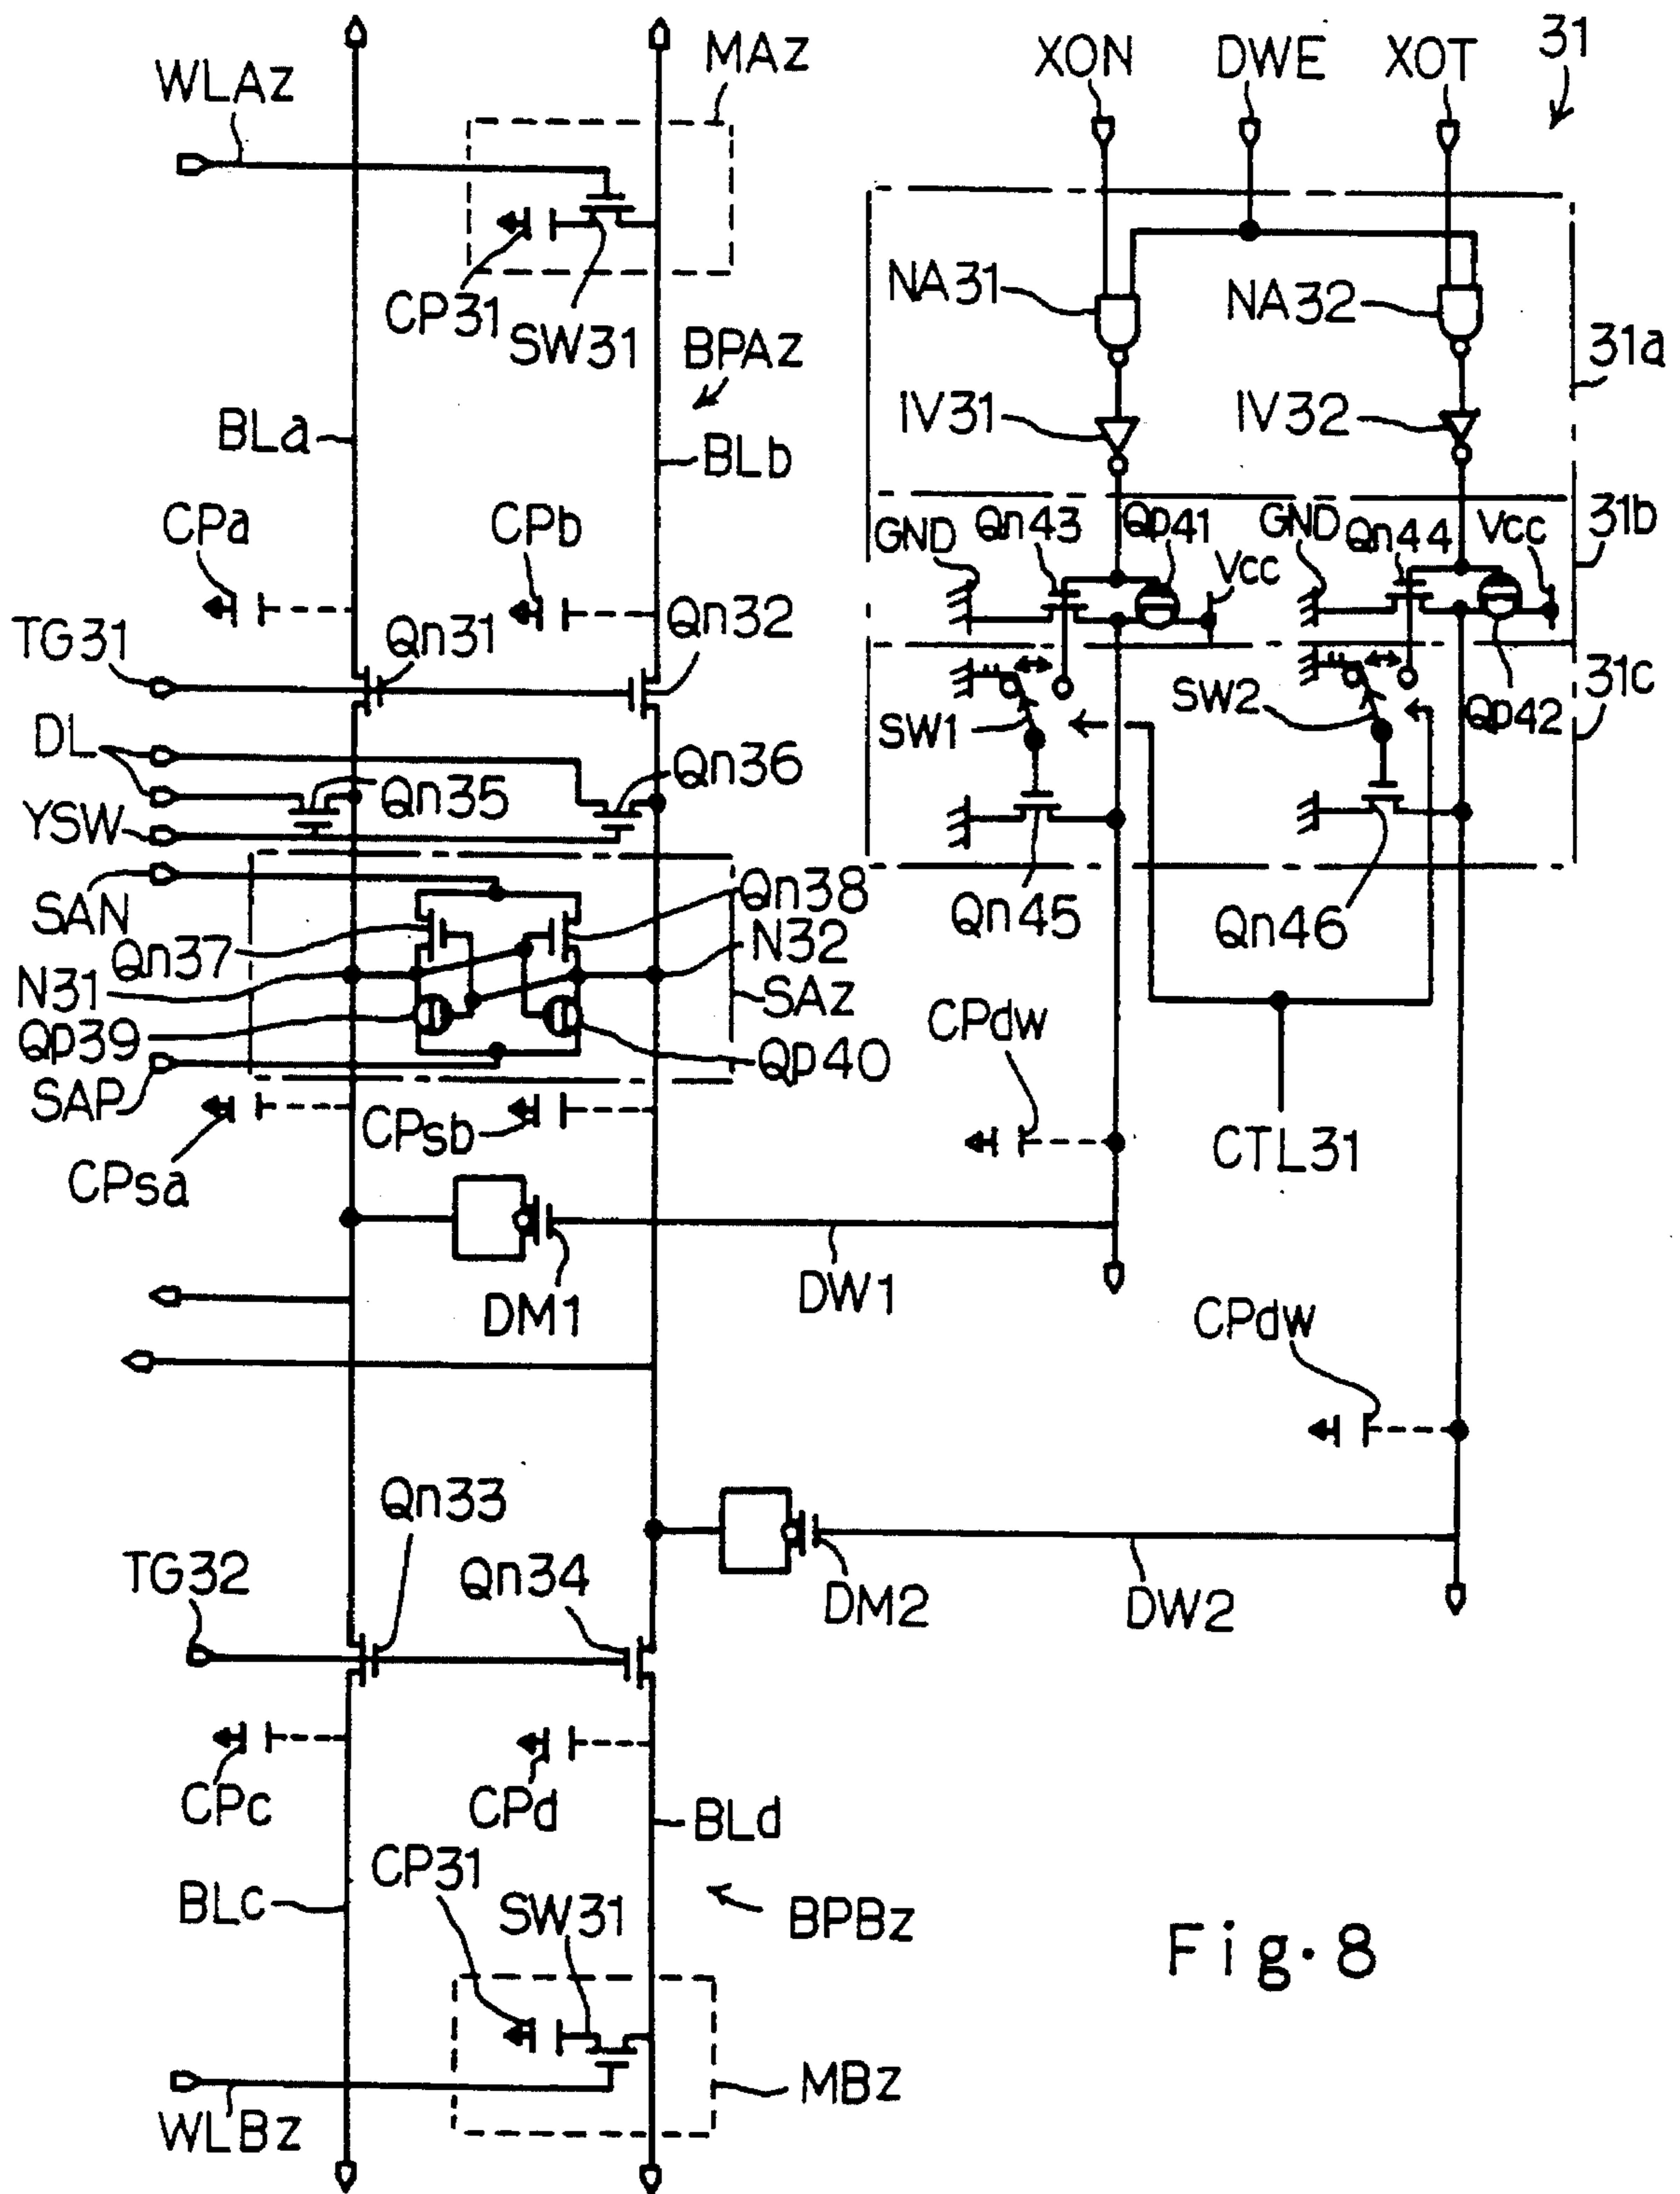 31
XON DWE XOT
WLAz
MAz
CP31
SW31
NA31
NA32
31a
BPAz
BLa
BLb
IV31
IV32
CPa
CPb
GND
Qn43
Qp41
Vcc
GND
Qn44
Vcc
31b
TG31
Qn31
Qn32
31c
DL
Qn35
Qn36
SW1
SW2
Qp42
YSW
SAN
Qn37
Qn38
N31
N32
Qn45
Qn46
SAz
Qp39
Qp40
SAP
CPsa
CPsb
CPdw
CTL31
DM1
DW1
CPdw
Qn33
TG32
Qn34
DM2
DW2
CPc
CPd
BLd
CP31
BLc
SW31
BPBz
MBz
WLBz
Fig.8